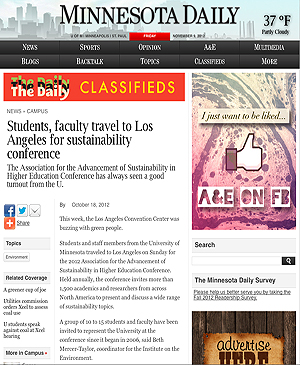 MINNESOTA DAILY
37 °F
Partly Cloudy
U OF M: MINNEAPOLIS / ST. PAUL FRIDAY NOVEMBER 9, 2012
NEWS SPORTS OPINION A&E MULTIMEDIA
BLOGS BACKTALK TOPICS CLASSIFIEDS MORE
The Daily
The Daily CLASSIFIEDS
NEWS » CAMPUS
Students, faculty travel to Los
Angeles for sustainability
conference
The Association for the Advancement of Sustainability in
Higher Education Conference has always seen a good
turnout from the U.
Share
By October 18, 2012
This week, the Los Angeles Convention Center was
buzzing with green people.
Students and staff members from the University of
Minnesota traveled to Los Angeles on Sunday for
the 2012 Association for the Advancement of
Sustainability in Higher Education Conference.
Held annually, the conference invites more than
1,500 academics and researchers from across
North America to present and discuss a wide range
of sustainability topics.
A group of 10 to 15 students and faculty have been
invited to represent the University at the
conference since it began in 2006, said Beth
Mercer-Taylor, coordinator for the Institute on the
Environment.
Topics
Environment
Related Coverage
A greener cup of joe
Utilities commission
orders Xcel to assess
coal use
U students speak
against coal at Xcel
hearing
More in Campus »
I just want to be liked...
A&E ON FB
Search
The Minnesota Daily Survey
Please help us better serve you by taking the
Fall 2012 Readership Survey.
advertise
HERE